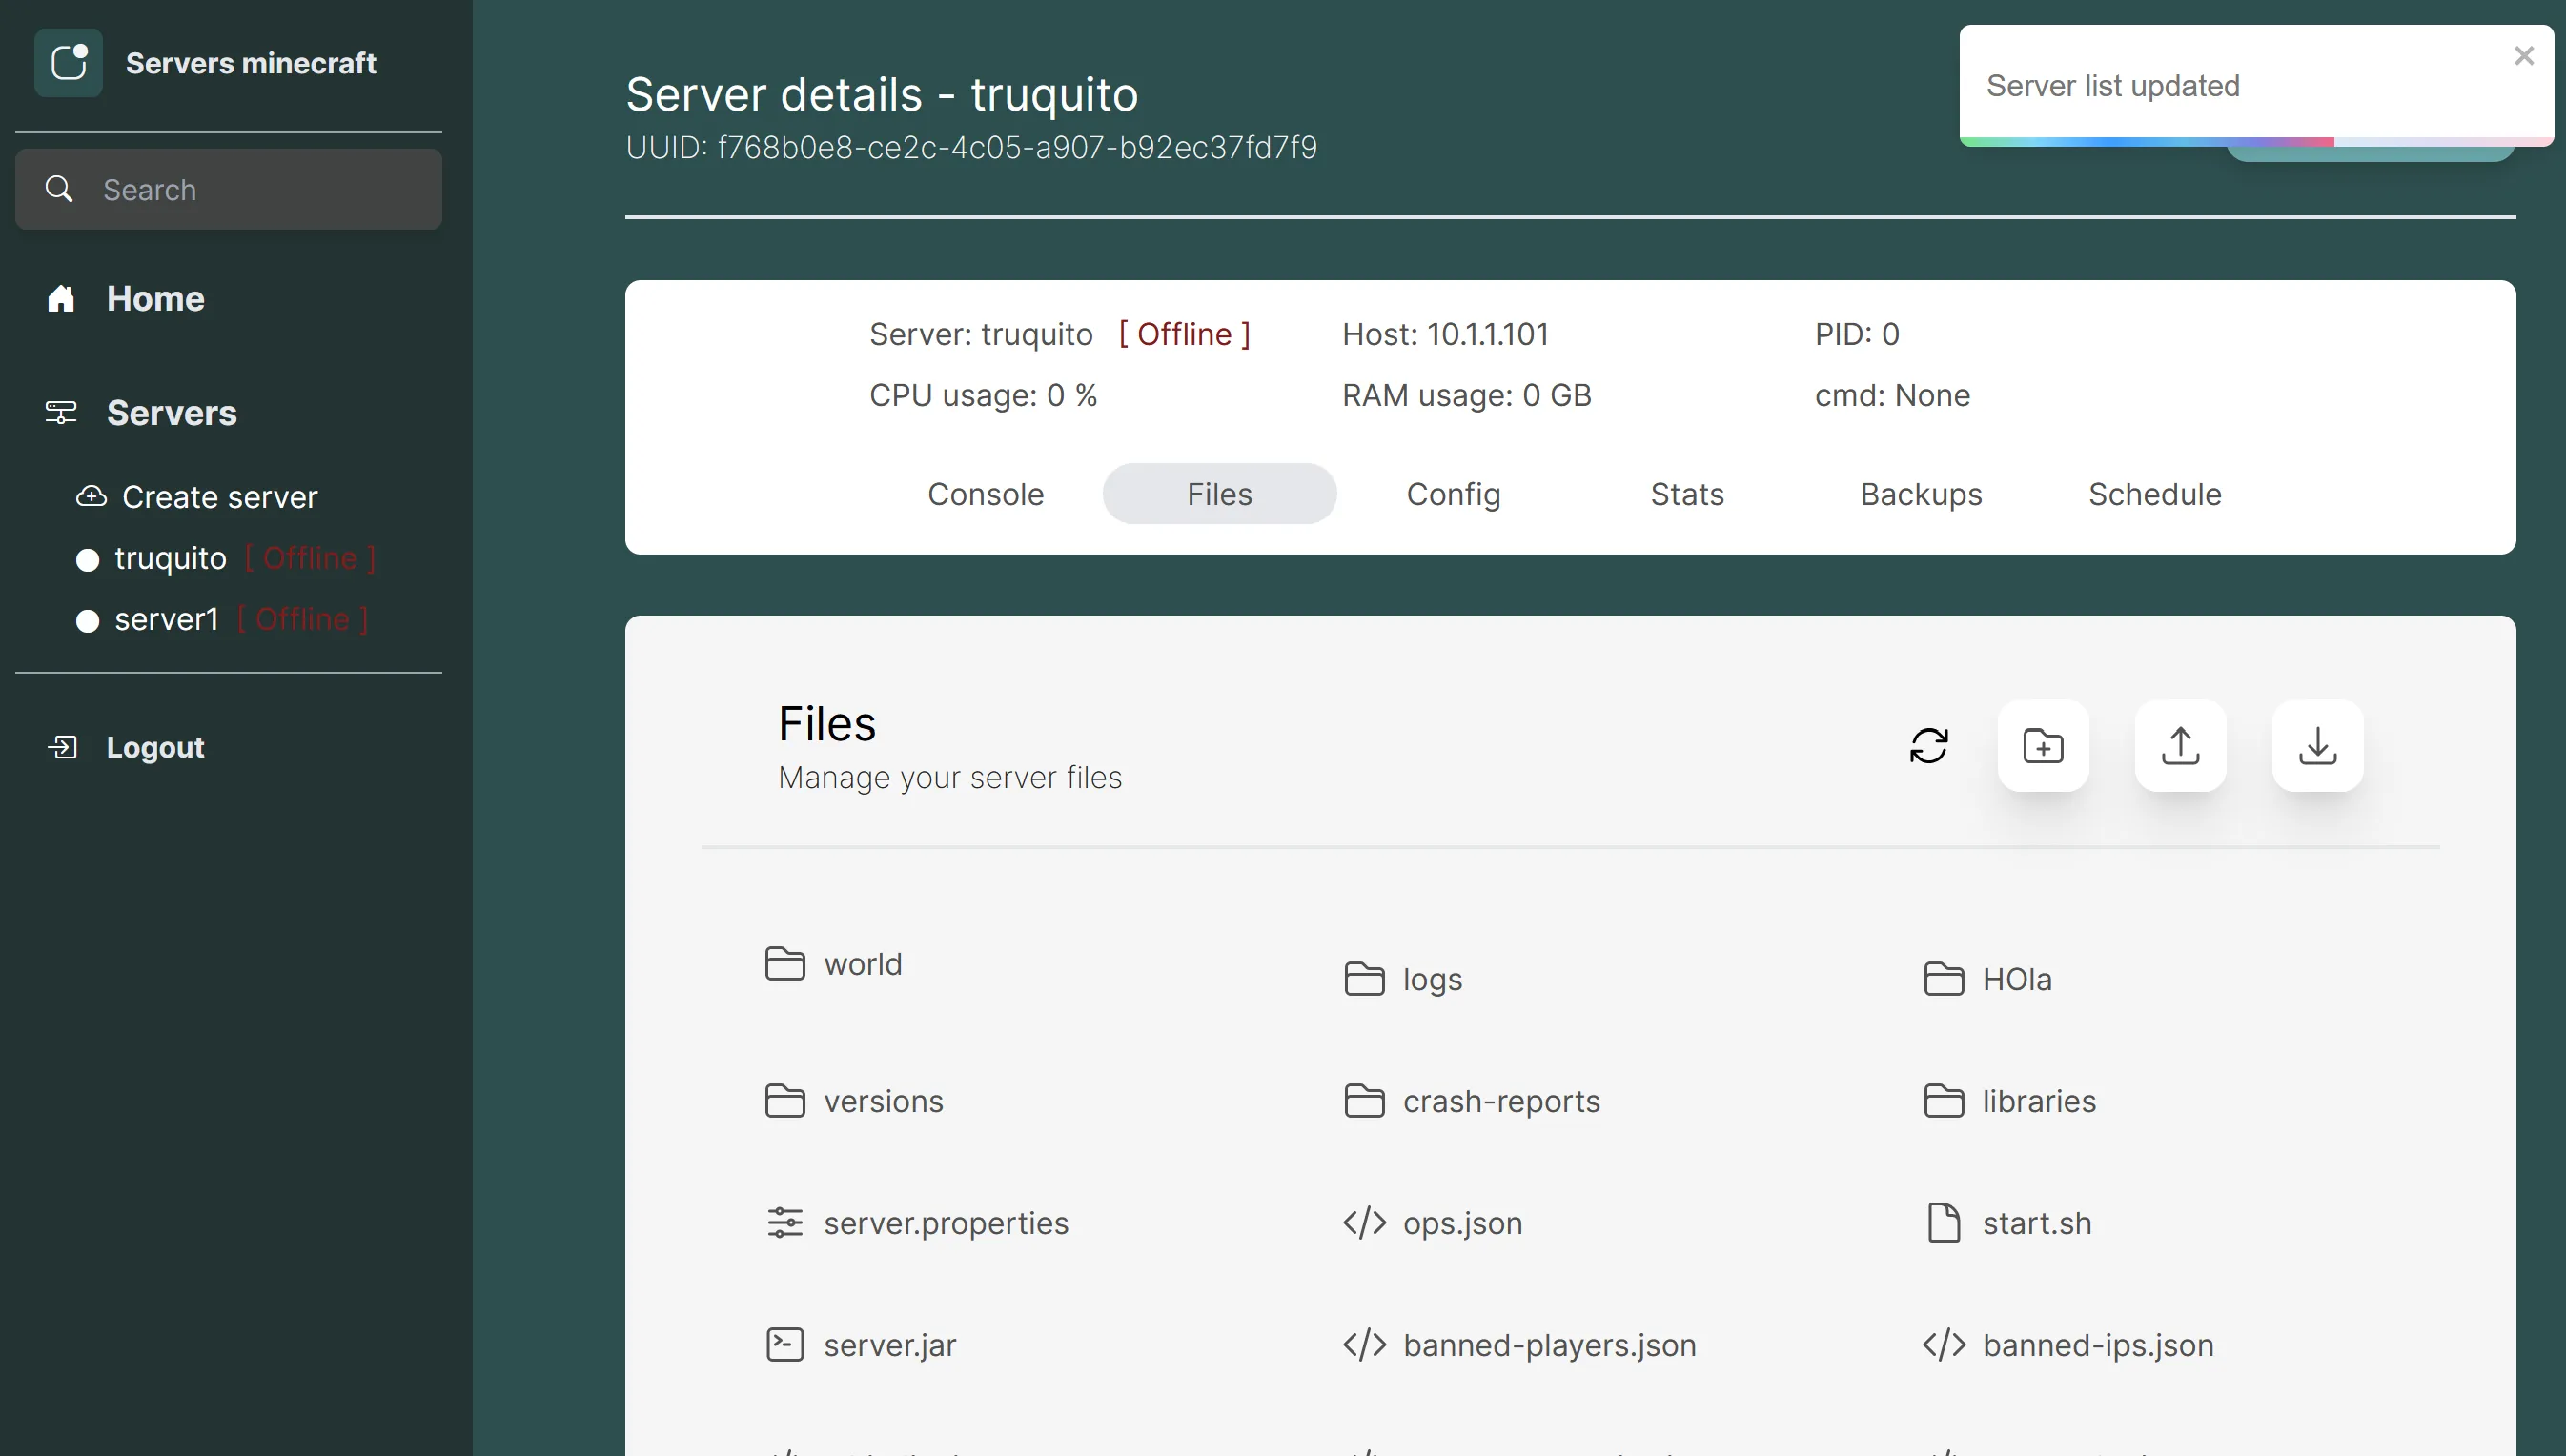 Servers minecraft
Search
Home
Servers
Create server
truquito [ Offline ]
server1 [ Offline ]
Logout
Server details - truquito
UUID: f768b0e8-ce2c-4c05-a907-b92ec37fd7f9
Server list updated
Server: truquito [ Offline ] Host: 10.1.1.101 PID: 0
CPU usage: 0 % RAM usage: 0 GB cmd: None
Console Files Config Stats Backups Schedule
Files
Manage your server files
world logs HOla
versions crash-reports libraries
server.properties ops.json start.sh
server.jar banned-players.json banned-ips.json